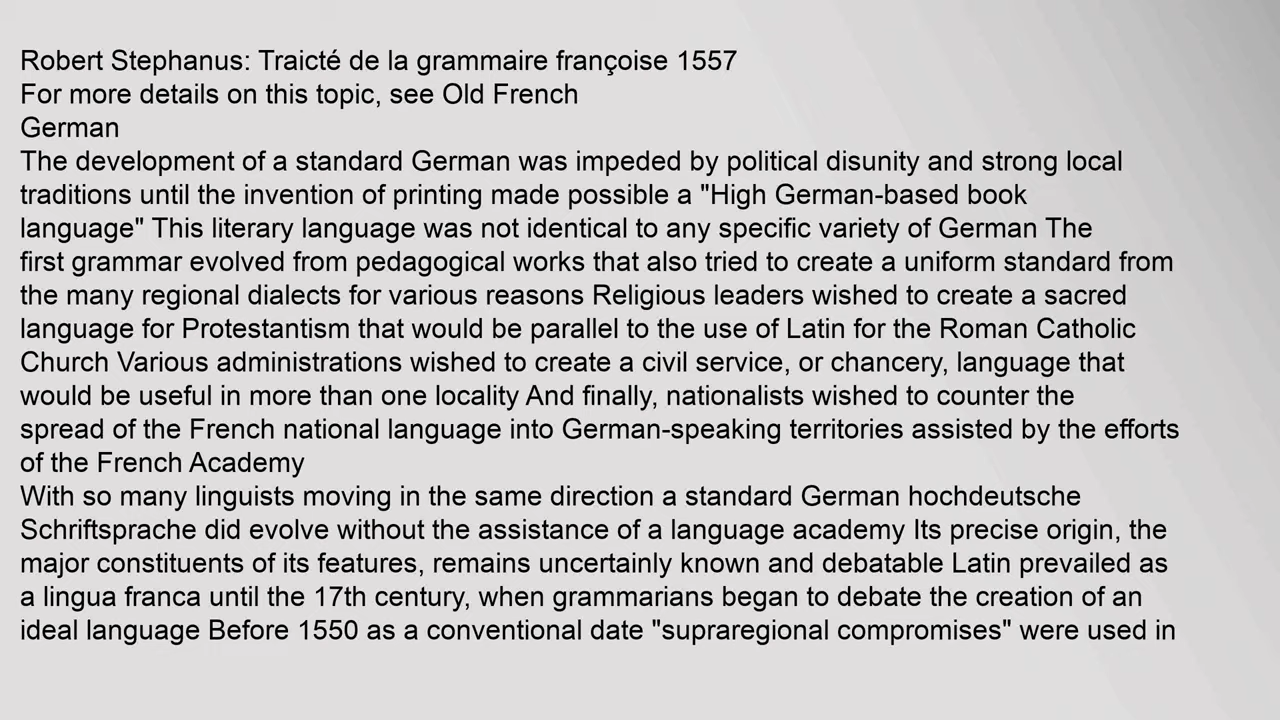 Robert Stephanus: Traicté de la grammaire françoise 1557
For more details on this topic, see Old French
German
The development of a standard German was impeded by political disunity and strong local
traditions until the invention of printing made possible a "High German-based book
language" This literary language was not identical to any specific variety of German The
first grammar evolved from pedagogical works that also tried to create a uniform standard from
the many regional dialects for various reasons Religious leaders wished to create a sacred
language for Protestantism that would be parallel to the use of Latin for the Roman Catholic
Church Various administrations wished to create a civil service, or chancery, language that
would be useful in more than one locality And finally, nationalists wished to counter the
spread of the French national language into German-speaking territories assisted by the efforts
of the French Academy
With so many linguists moving in the same direction a standard German hochdeutsche
Schriftsprache did evolve without the assistance of a language academy Its precise origin, the
major constituents of its features, remains uncertainly known and debatable Latin prevailed as
a lingua franca until the 17th century, when grammarians began to debate the creation of an
ideal language Before 1550 as a conventional date "supraregional compromises" were used in